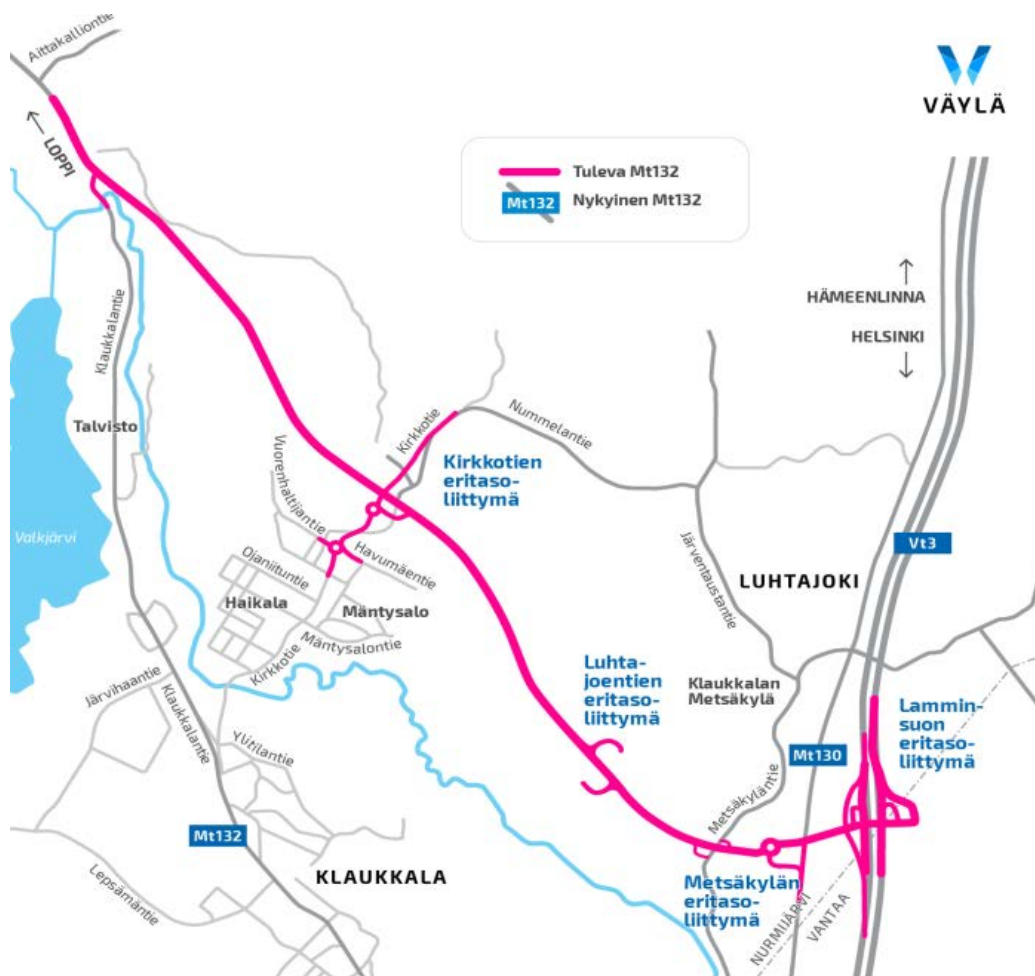 Aittakalliontie
VÄYLÄ
LOPPI
Tuleva Mt132
Mt132
Nykyinen Mt132
HÄMEENLINNA
HELSINKI
Klaukkalantie
Talvisto
Kirkkotie
Nummelantie
Vuorenhaltijantie
Kirkkotien
eritaso-
liittymä
Valkjärvi
Vt3
Ojaniituntie
Havumäentie
Järventaustantie
LUHTAJOKI
Haikala
Mäntysalo
Mäntysalontie
Kirkkotie
Luhta-
joentien
eritaso-
liittymä
Klaukkalan
Metsäkylä
Järvihaantie
Klaukkalantie
Lammin-
suon
eritaso-
liittymä
Ylitilantie
Mt130
Metsäkyläntie
Mt132
Lepsämäntie
KLAUKKALA
Metsäkylän
eritaso-
liittymä
NURMIJÄRVI
VANTAA